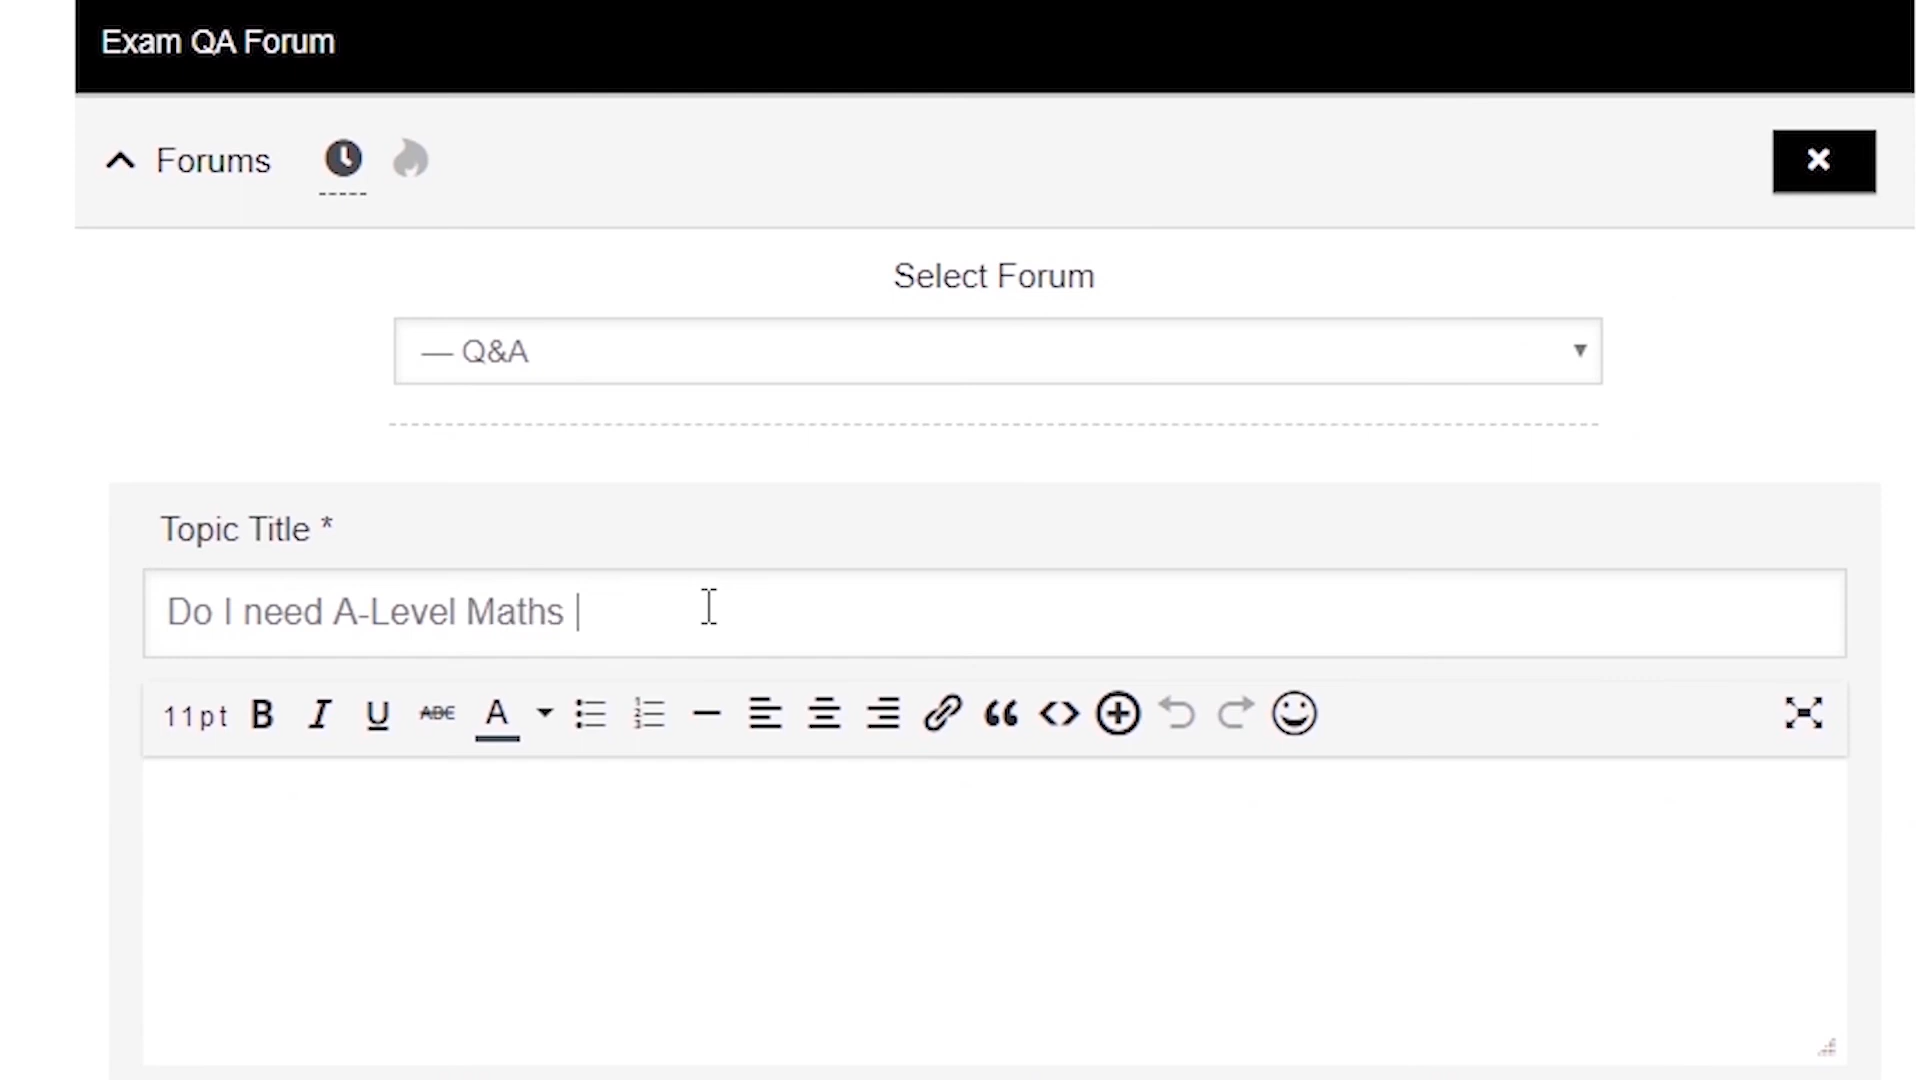 Exam QA Forum
Forums
Select Forum
— Q&A
Topic Title *
Do I need A-Level Maths
11pt B I U ABC A